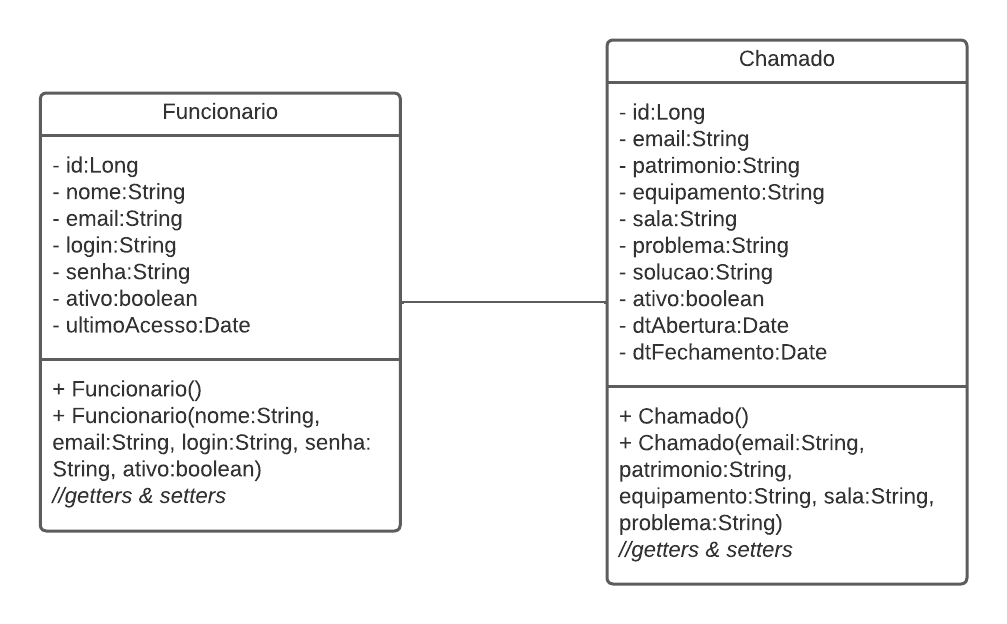 Funcionario
- id:Long
- nome:String
- email:String
- login:String
- senha:String
- ativo:boolean
- ultimoAcesso:Date
+ Funcionario()
+ Funcionario(nome:String,
email:String, login:String, senha:
String, ativo:boolean)
//getters & setters
Chamado
- id:Long
- email:String
- patrimonio:String
- equipamento:String
- sala:String
- problema:String
- solucao:String
- ativo:boolean
- dtAbertura:Date
- dtFechamento:Date
+ Chamado()
+ Chamado(email:String,
patrimonio:String,
equipamento:String, sala:String,
problema:String)
//getters & setters